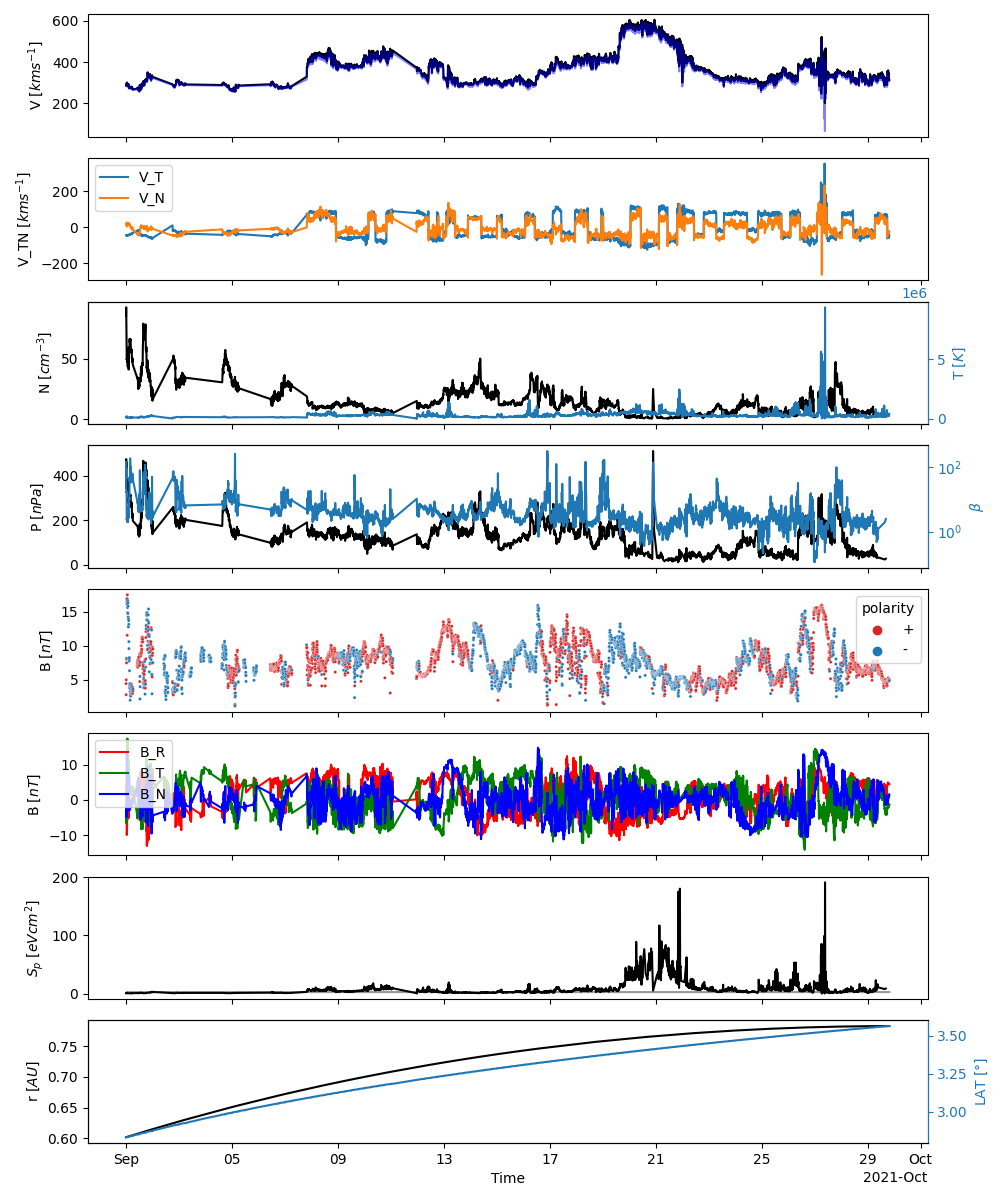 600
400
200
V [kms⁻¹]
V_T
V_N
200
0
−200
V_TN [kms⁻¹]
1e6
50
0
N [cm⁻³]
5
0
T [K]
400
200
0
P [nPa]
10²
10⁰
β
15
10
5
B [nT]
polarity
+
-
B_R
B_T
B_N
10
0
−10
B [nT]
200
100
0
Sₚ [eVcm²]
0.75
0.70
0.65
0.60
r [AU]
3.50
3.25
3.00
LAT [°]
Sep 05 09 13 17 21 25 29 Oct
Time
2021-Oct